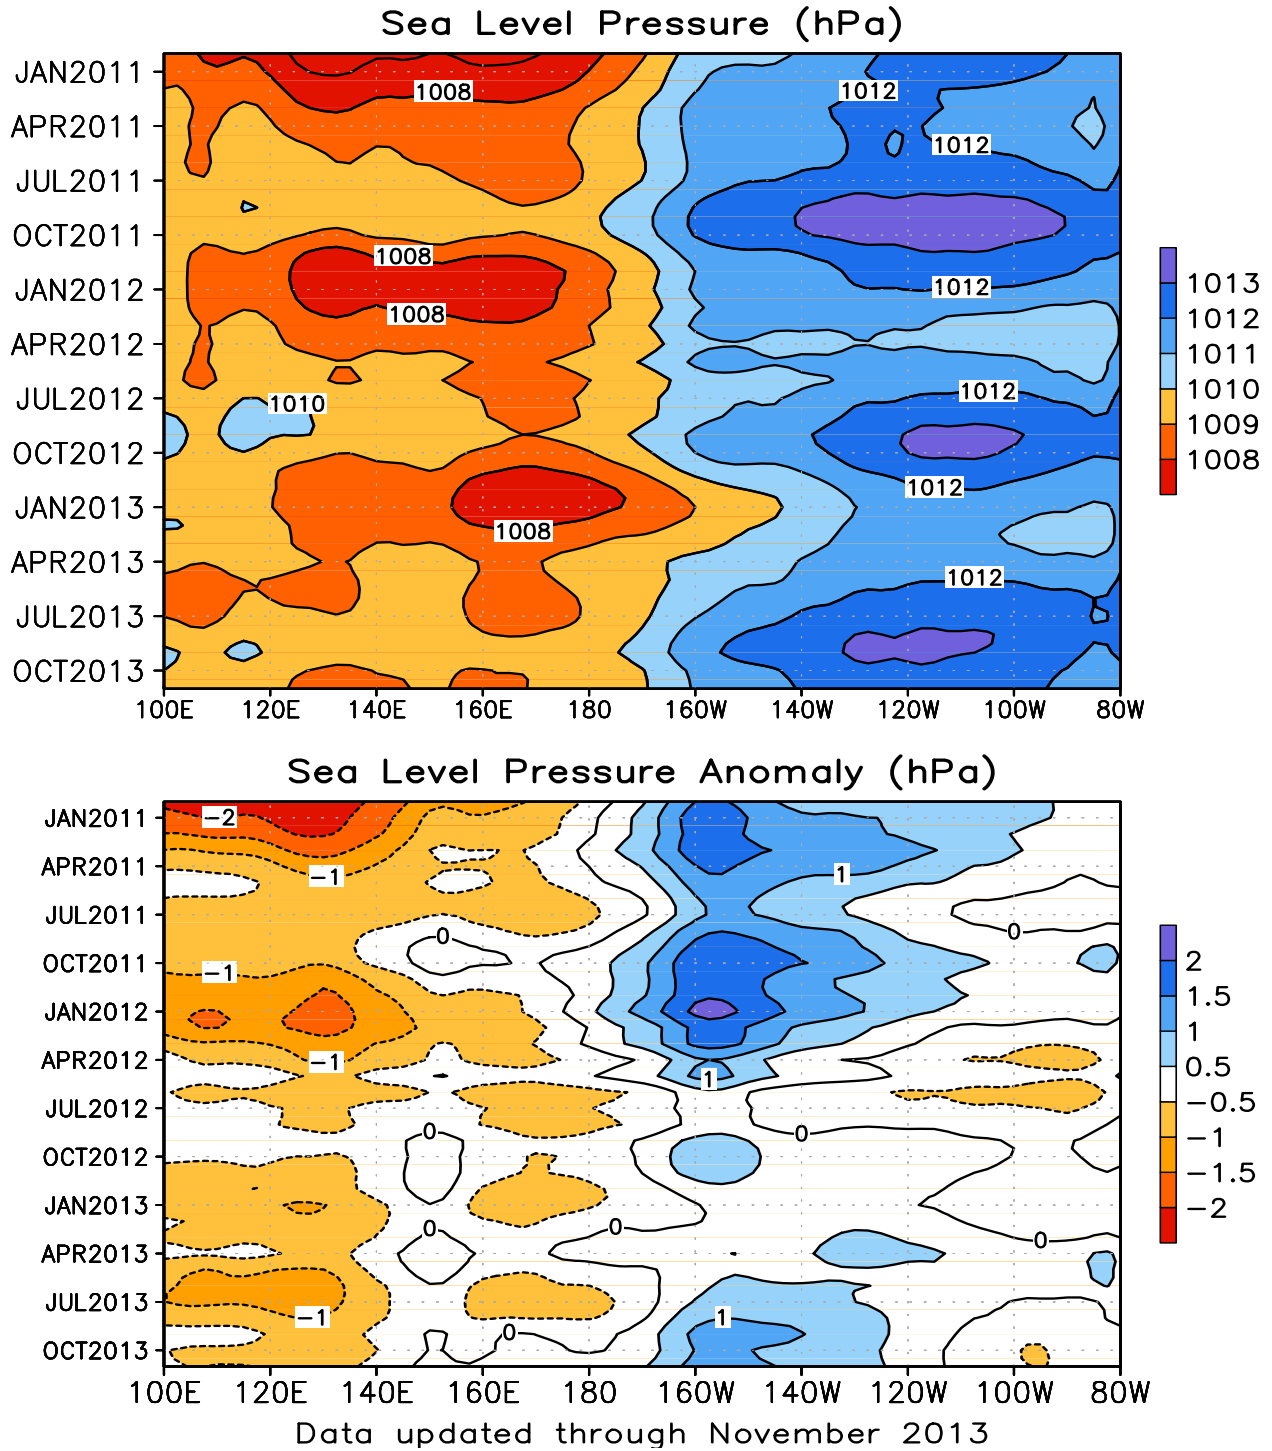 Sea Level Pressure (hPa)
JAN2011
1008
1012
APR2011
1012
JUL2011
OCT2011
1008
JAN2012
1012
1008
APR2012
JUL2012
1010
1012
OCT2012
1012
JAN2013
1008
APR2013
1012
JUL2013
OCT2013
100E 120E 140E 160E 180 160W 140W 120W 100W 80W
1013
1012
1011
1010
1009
1008
Sea Level Pressure Anomaly (hPa)
JAN2011
−2
APR2011
−1
1
JUL2011
0
0
OCT2011
−1
JAN2012
APR2012
−1
1
JUL2012
0
0
OCT2012
JAN2013
0
0
APR2013
0
JUL2013
−1
1
0
OCT2013
100E 120E 140E 160E 180 160W 140W 120W 100W 80W
2
1.5
1
0.5
−0.5
−1
−1.5
−2
Data updated through November 2013